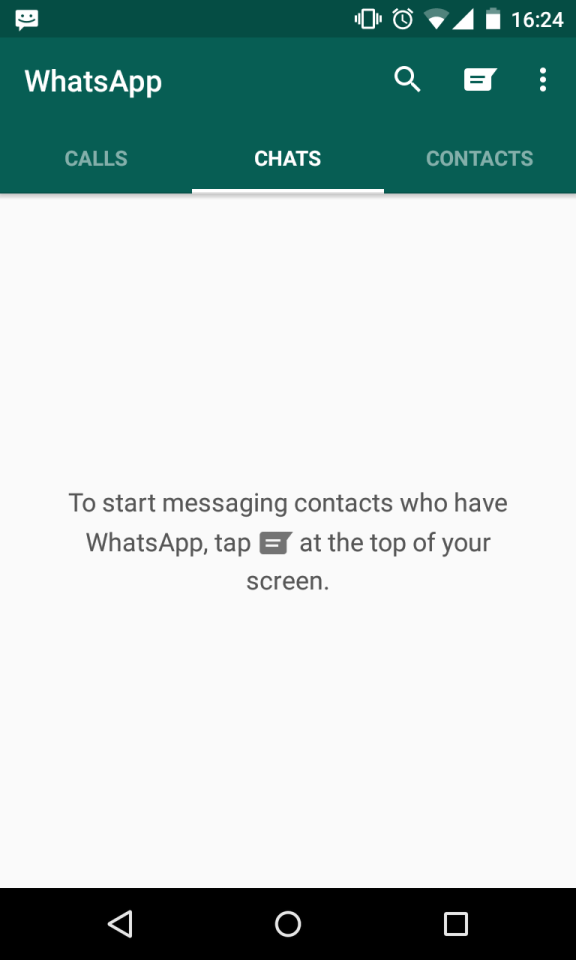 16:24
WhatsApp
CALLS CHATS CONTACTS
To start messaging contacts who have
WhatsApp, tap at the top of your
screen.